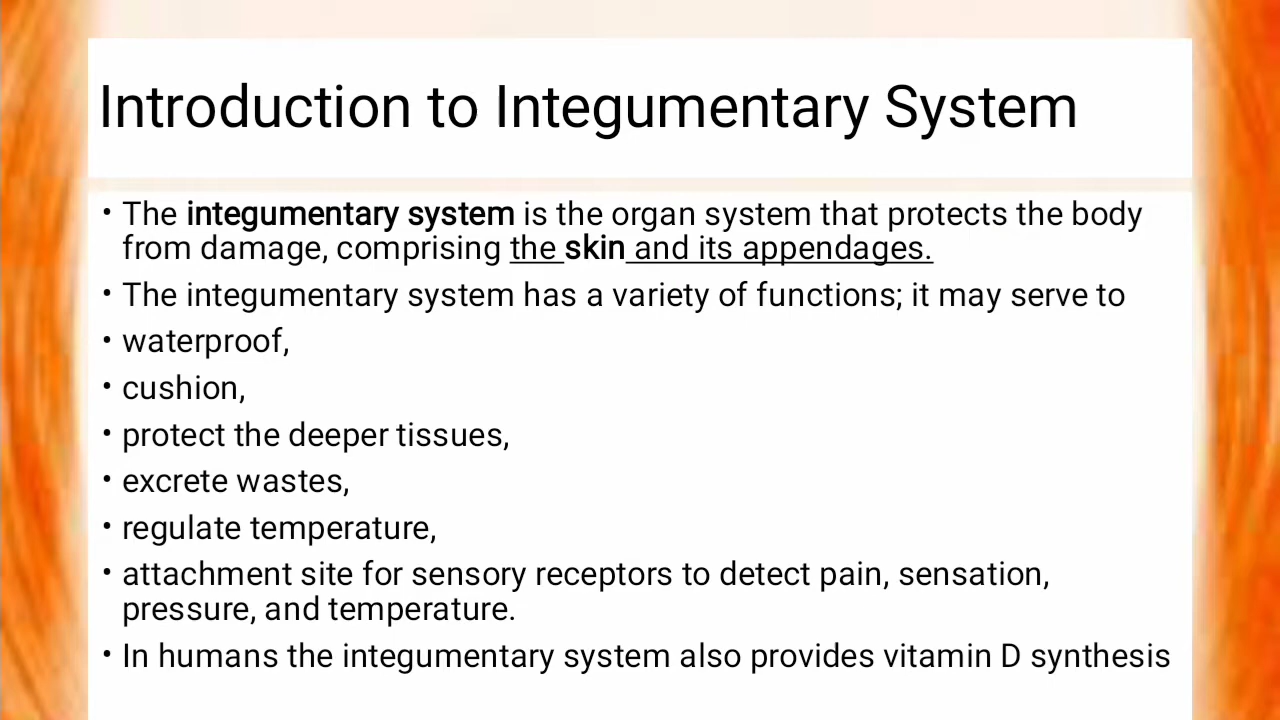 Introduction to Integumentary System
• The integumentary system is the organ system that protects the body
from damage, comprising the skin and its appendages.
• The integumentary system has a variety of functions; it may serve to
• waterproof,
• cushion,
• protect the deeper tissues,
• excrete wastes,
• regulate temperature,
• attachment site for sensory receptors to detect pain, sensation,
pressure, and temperature.
• In humans the integumentary system also provides vitamin D synthesis